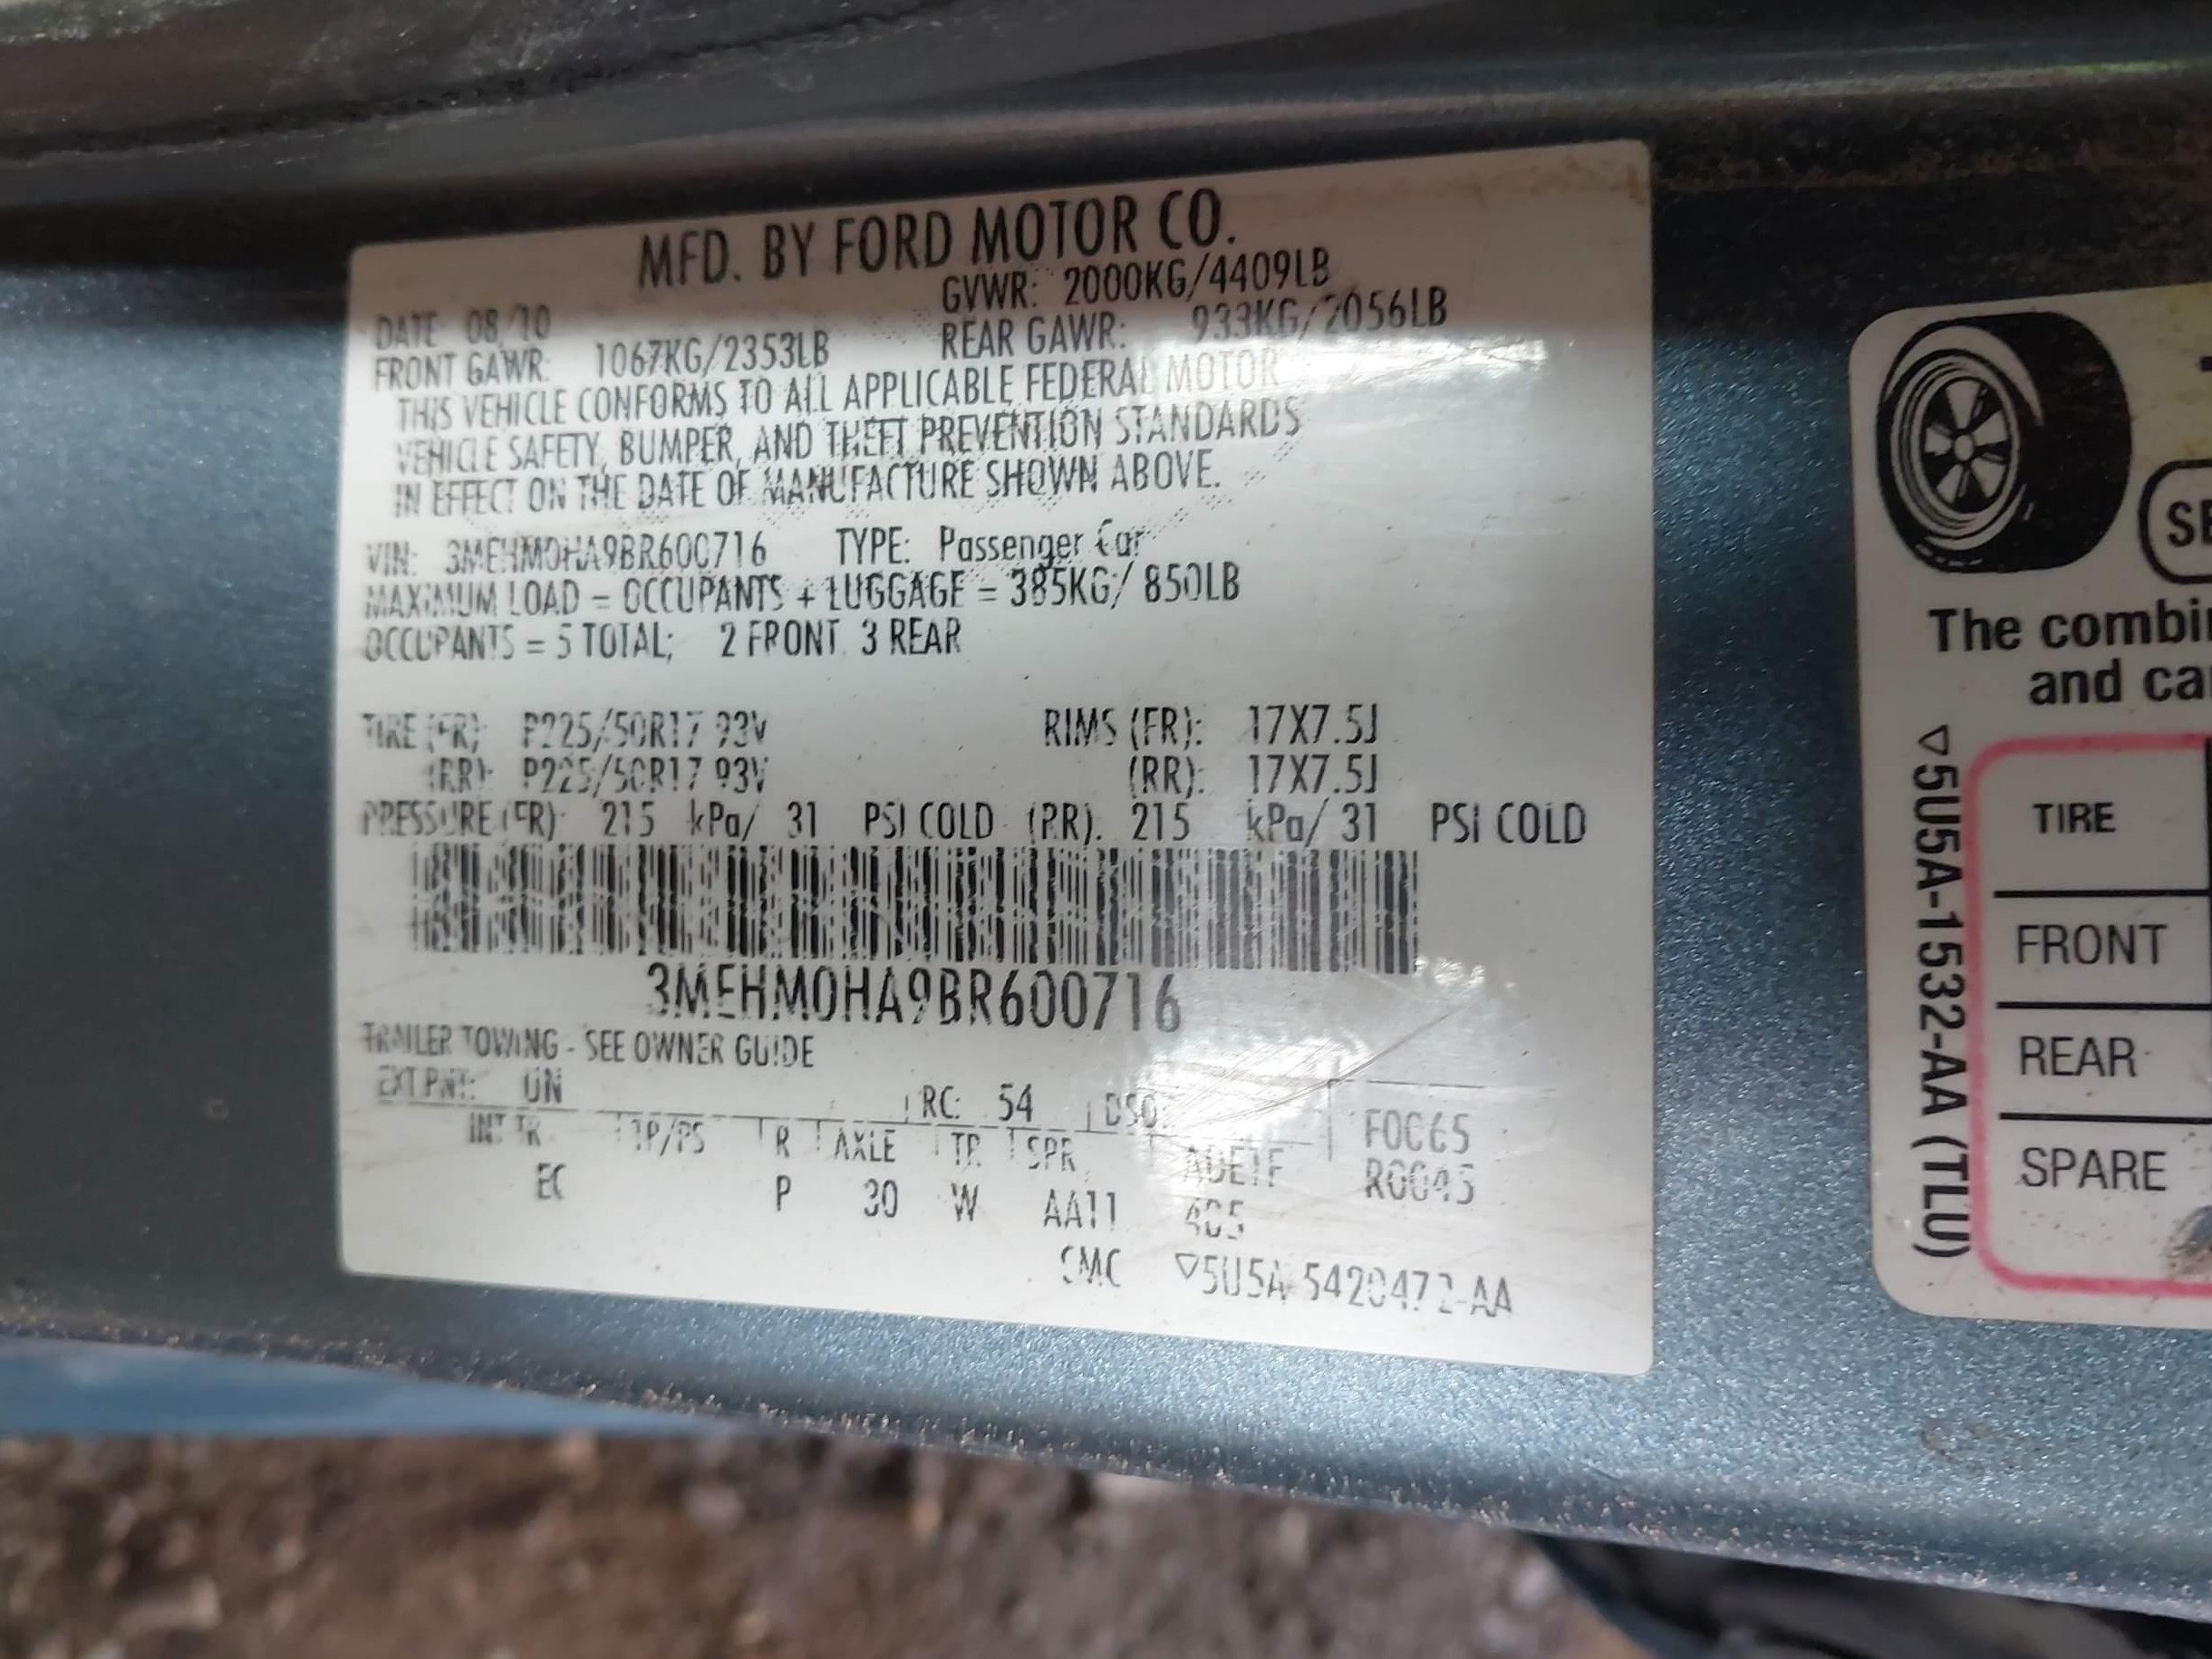 MFD. BY FORD MOTOR CO.
DATE: 08/10 GVWR: 2000KG/4409LB
FRONT GAWR: 1067KG/2353LB REAR GAWR: 933KG/2056LB
THIS VEHICLE CONFORMS TO ALL APPLICABLE FEDERAL MOTOR
VEHICLE SAFETY, BUMPER, AND THEFT PREVENTION STANDARDS
IN EFFECT ON THE DATE OF MANUFACTURE SHOWN ABOVE.
VIN: 3MEHM0HA9BR600716 TYPE: Passenger Car
MAXIMUM LOAD = OCCUPANTS + LUGGAGE = 385KG/ 850LB
OCCUPANTS = 5 TOTAL; 2 FRONT 3 REAR
TIRE (FR): P225/50R17 93V RIMS (FR): 17X7.5J
(RR): P225/50R17 93V (RR): 17X7.5J
PRESSURE (FR): 215 kPa/ 31 PSI COLD (RR): 215 kPa/ 31 PSI COLD
3MEHM0HA9BR600716
TRAILER TOWING - SEE OWNER GUIDE
EXT PNT: UN RC: 54 DSO:
INT TR TP/PS R AXLE TR SPR
EC P 30 W AA11
▽5U5A-5420472-AA
The combi
and ca
TIRE
FRONT
REAR
SPARE
▽5U5A-1532-AA (TLU)